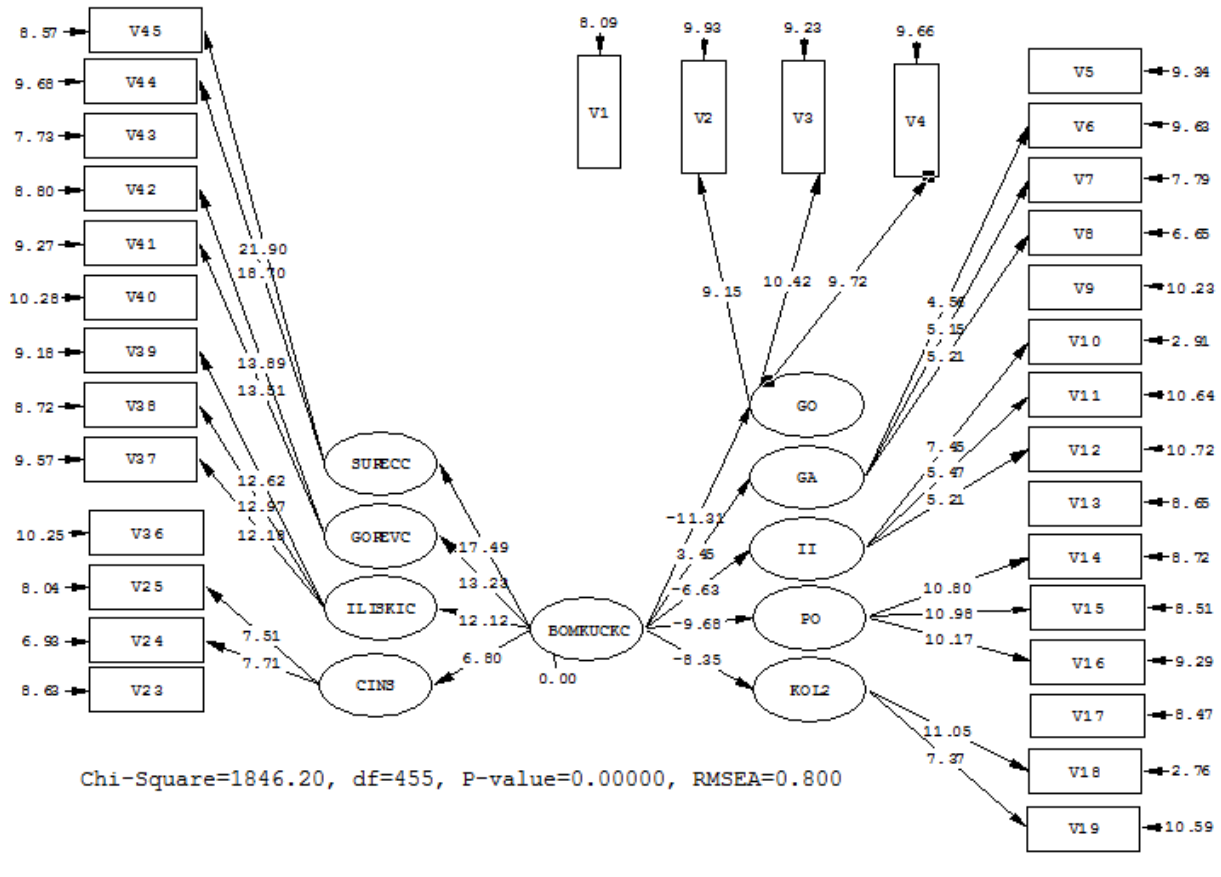 8.57 V45
9.68 V44
7.73 V43
8.80 V42
9.27 V41
10.28 V40
9.18 V39
8.72 V38
9.57 V37
10.25 V36
8.04 V25
6.93 V24
8.63 V23
21.90
18.70
13.89
13.51
12.62
12.97
12.18
7.51
7.71
SURECC
GOREVC
ILISKIC
CINS
17.49
13.23
12.12
6.80
BOMKUCKC
0.00
8.09 9.93 9.23 9.66
V1 V2 V3 V4
9.15 10.42 9.72
-11.31
3.45
-6.63
-9.68
-8.35
GO
GA
II
PO
KOL2
4.56
5.15
5.21
7.45
5.47
5.21
10.80
10.98
10.17
11.05
7.37
V5 9.34
V6 9.63
V7 7.79
V8 6.65
V9 10.23
V10 2.91
V11 10.64
V12 10.72
V13 8.65
V14 8.72
V15 8.51
V16 9.29
V17 8.47
V18 2.76
V19 10.59
Chi-Square=1846.20, df=455, P-value=0.00000, RMSEA=0.800